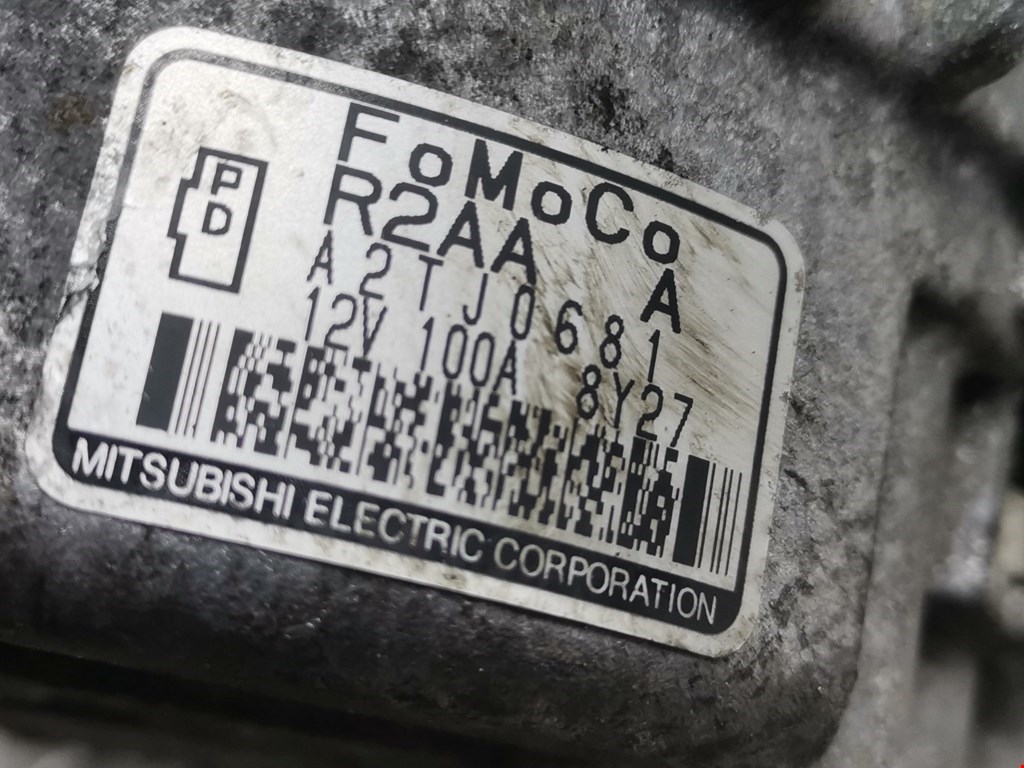 FoMoCo
R2AA A
A2TJ0681
12V 100A 8Y27
PD
MITSUBISHI ELECTRIC CORPORATION